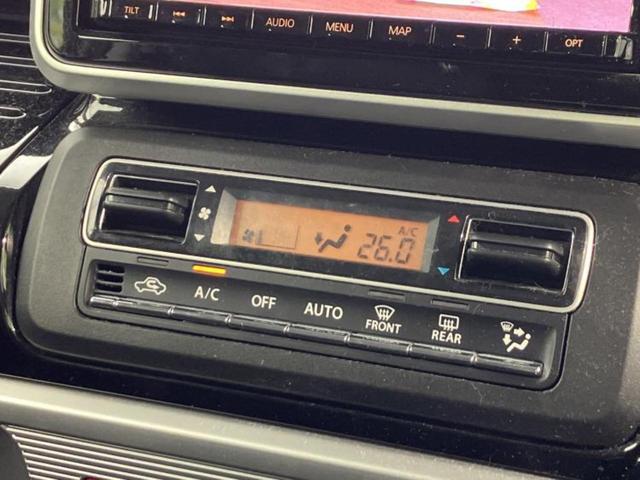 TILT AUDIO MENU MAP − + OPT
A/C
26.0
A/C OFF AUTO FRONT REAR